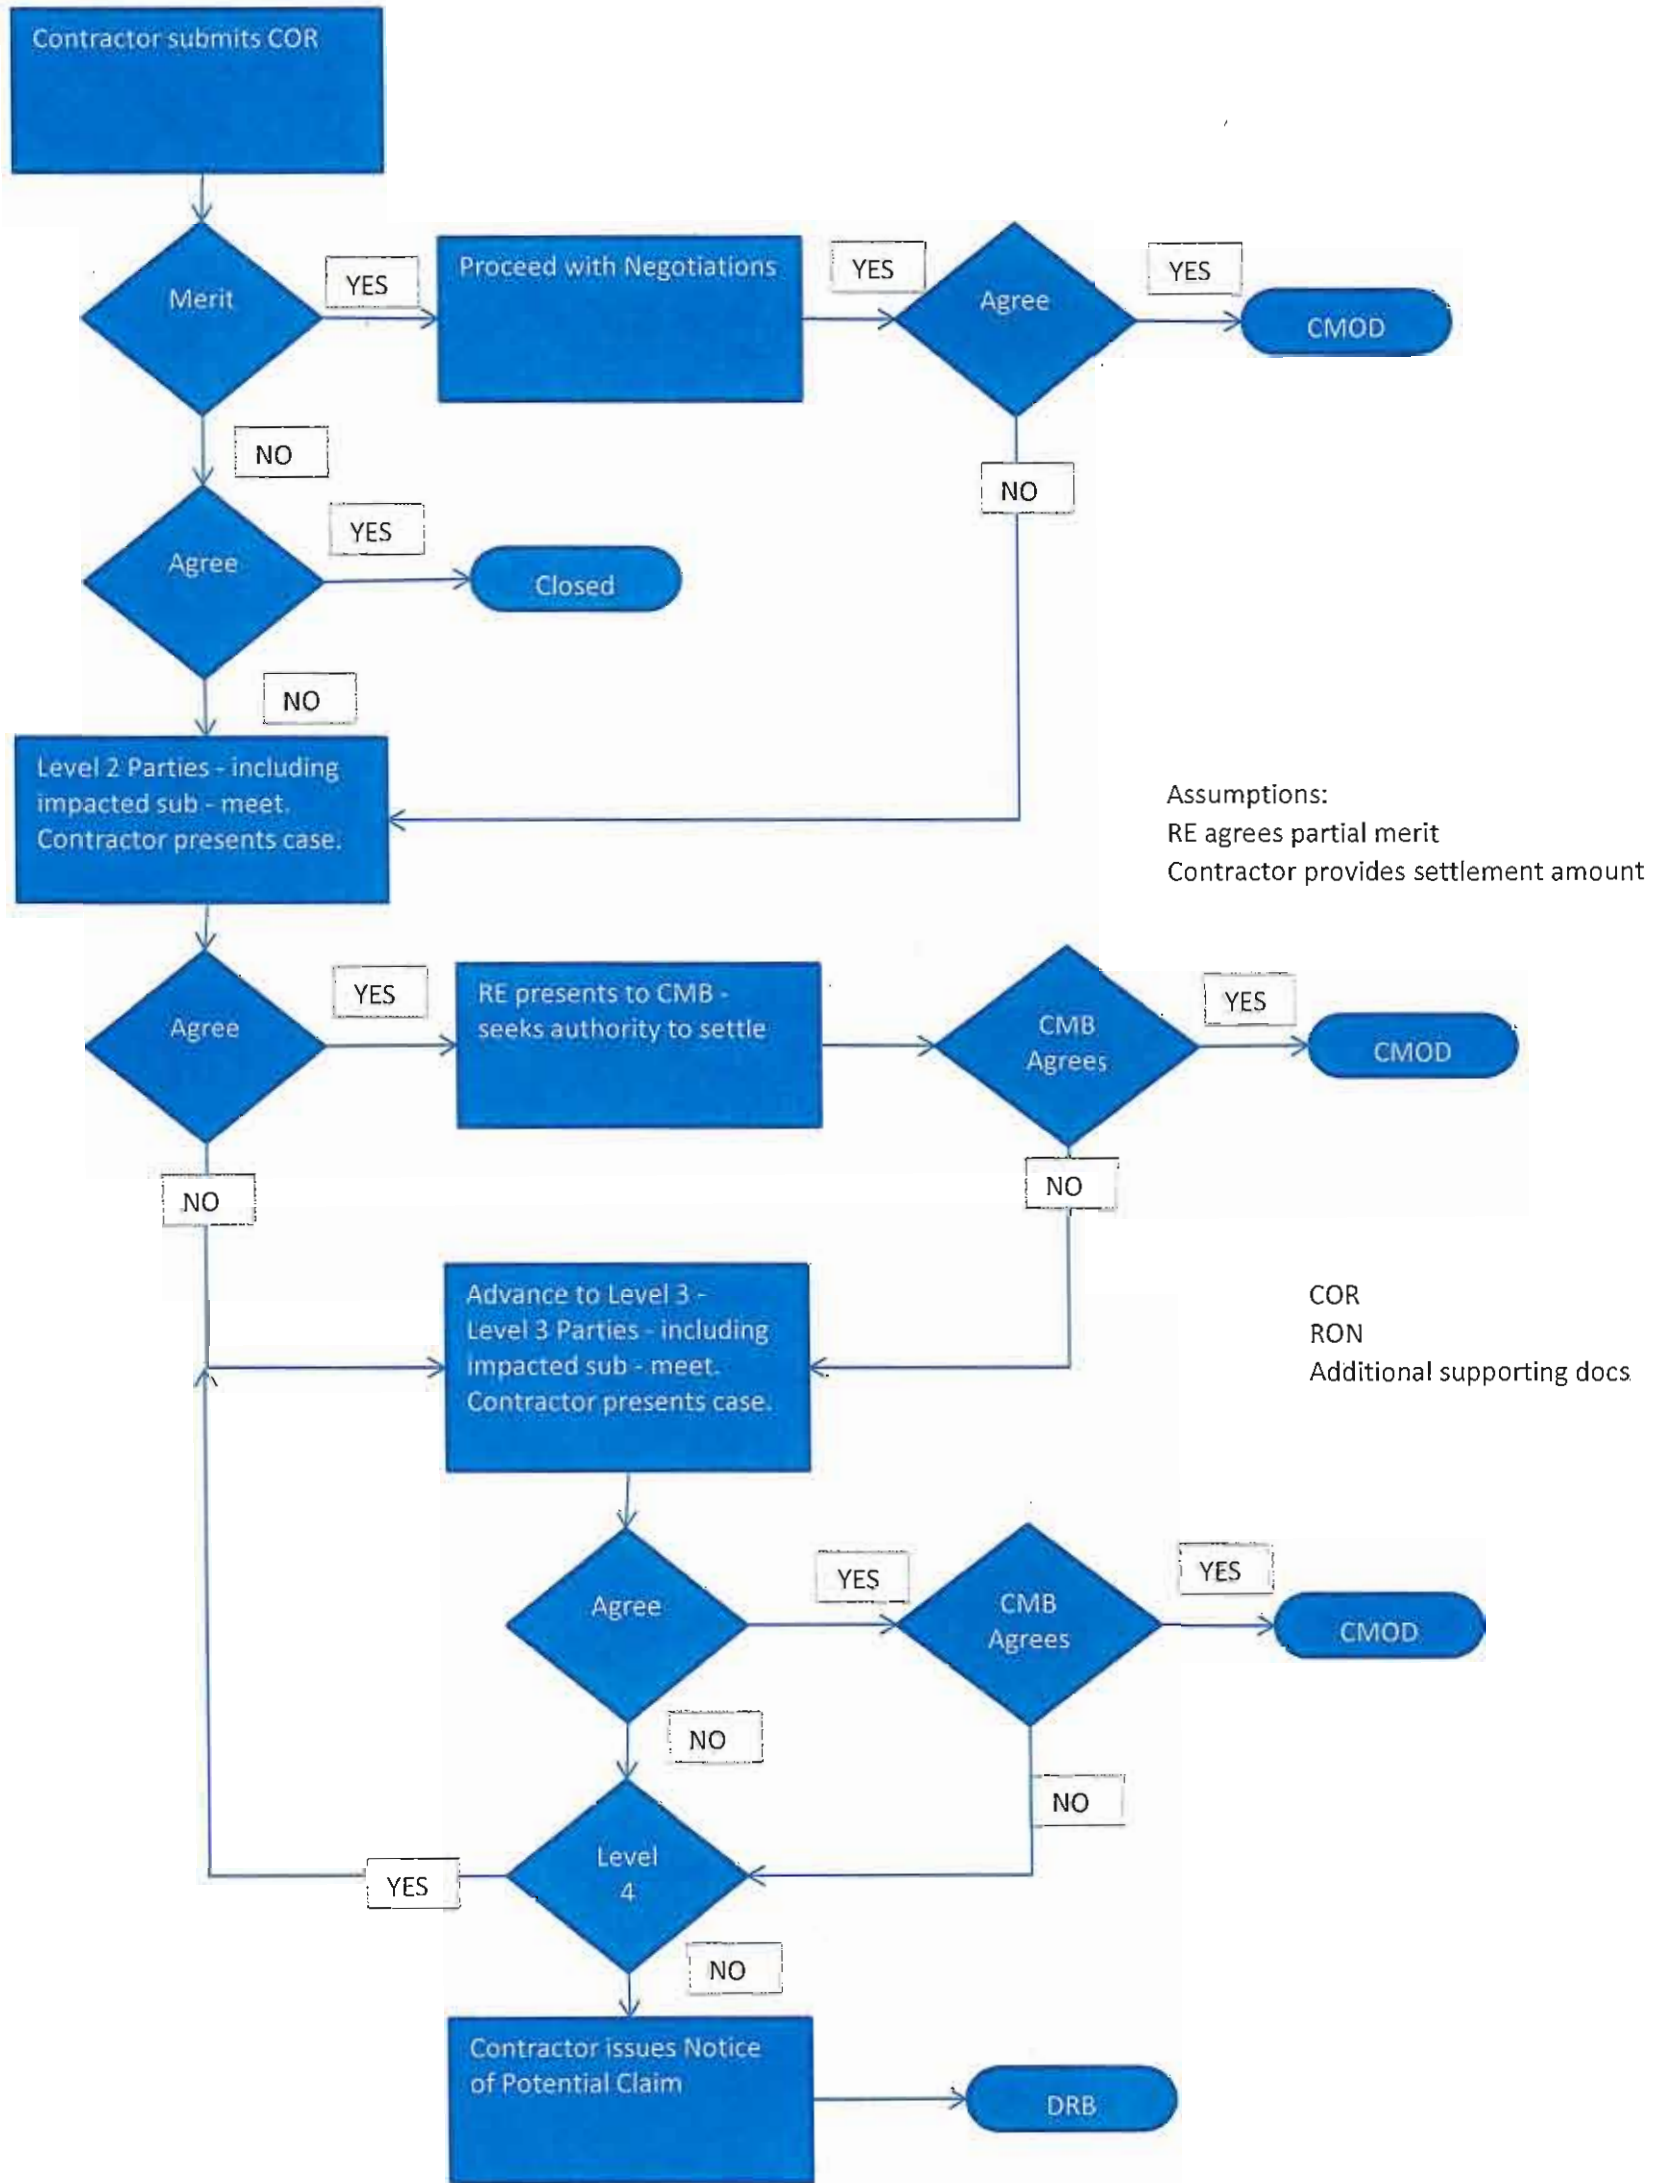 Contractor submits COR
Merit
YES
Proceed with Negotiations
YES
Agree
YES
CMOD
NO
NO
Agree
YES
Closed
NO
Level 2 Parties - including
impacted sub - meet.
Contractor presents case.
Assumptions:
RE agrees partial merit
Contractor provides settlement amount
Agree
YES
RE presents to CMB -
seeks authority to settle
CMB
Agrees
YES
CMOD
NO
NO
Advance to Level 3 -
Level 3 Parties - including
impacted sub - meet.
Contractor presents case.
COR
RON
Additional supporting docs
Agree
YES
CMB
Agrees
YES
CMOD
NO
NO
Level
4
YES
NO
Contractor issues Notice
of Potential Claim
DRB